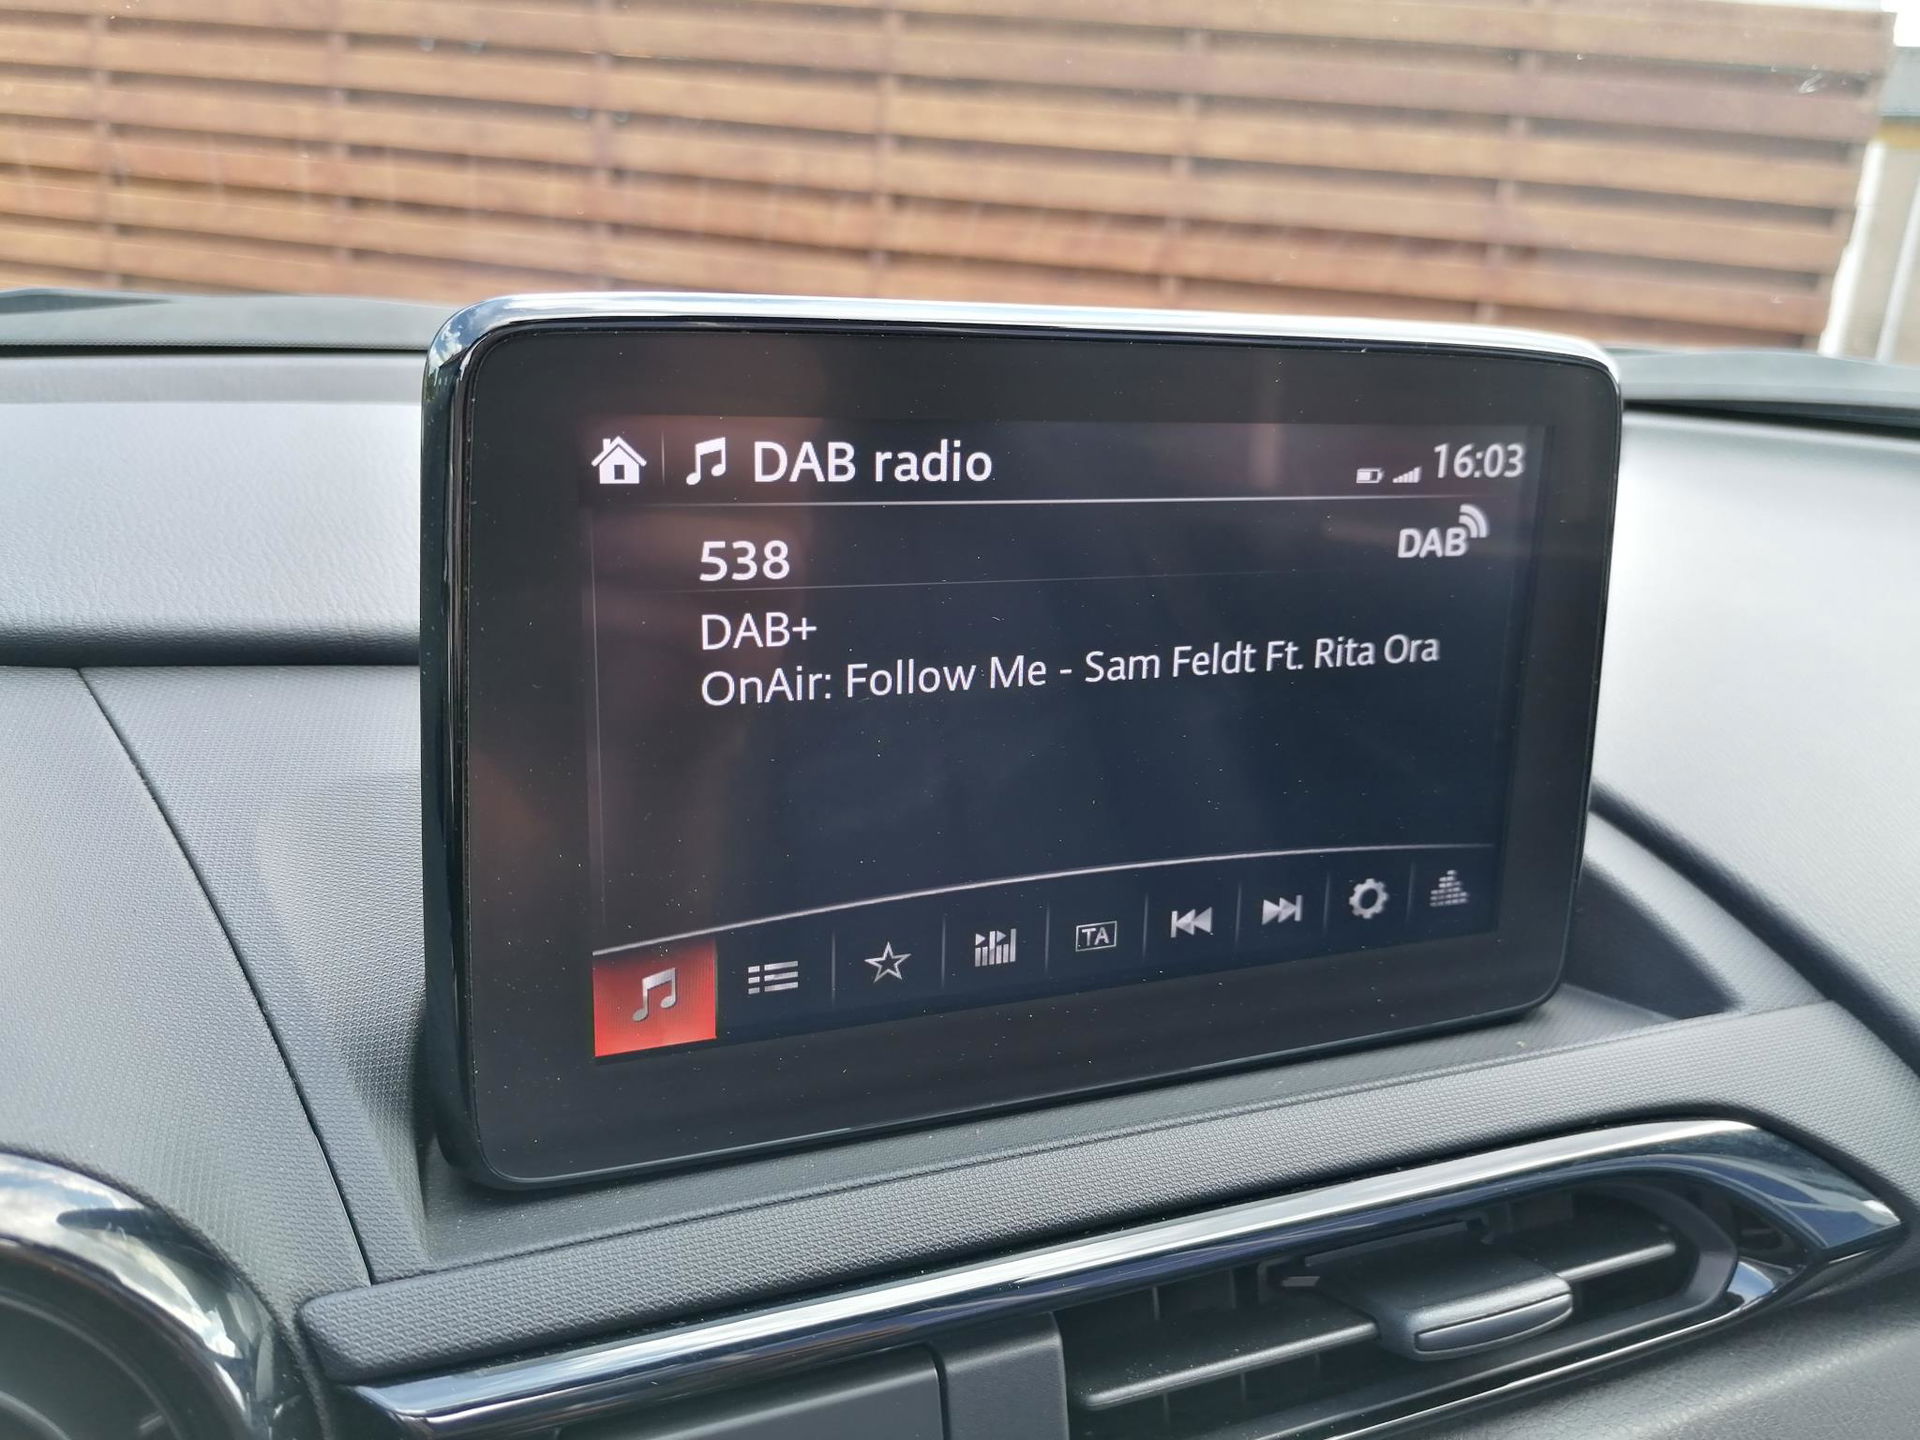 DAB radio
16:03
538
DAB
DAB+
OnAir: Follow Me - Sam Feldt Ft. Rita Ora
TA